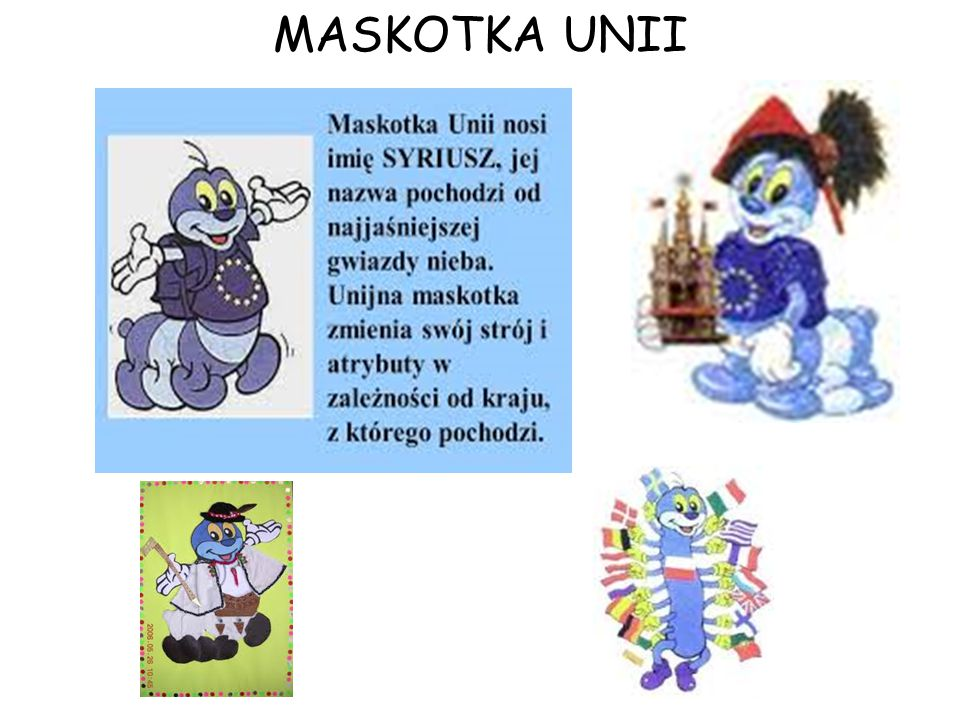 MASKOTKA UNII
Maskotka Unii nosi
imię SYRIUSZ, jej
nazwa pochodzi od
najjaśniejszej
gwiazdy nieba.
Unijna maskotka
zmienia swój strój i
atrybuty w
zależności od kraju,
z którego pochodzi.
2006.05.26 10:45